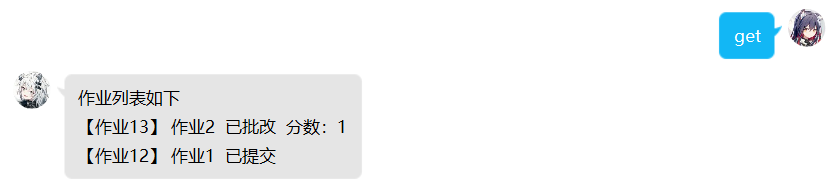 get
作业列表如下
【作业13】 作业2  已批改  分数：1
【作业12】 作业1  已提交